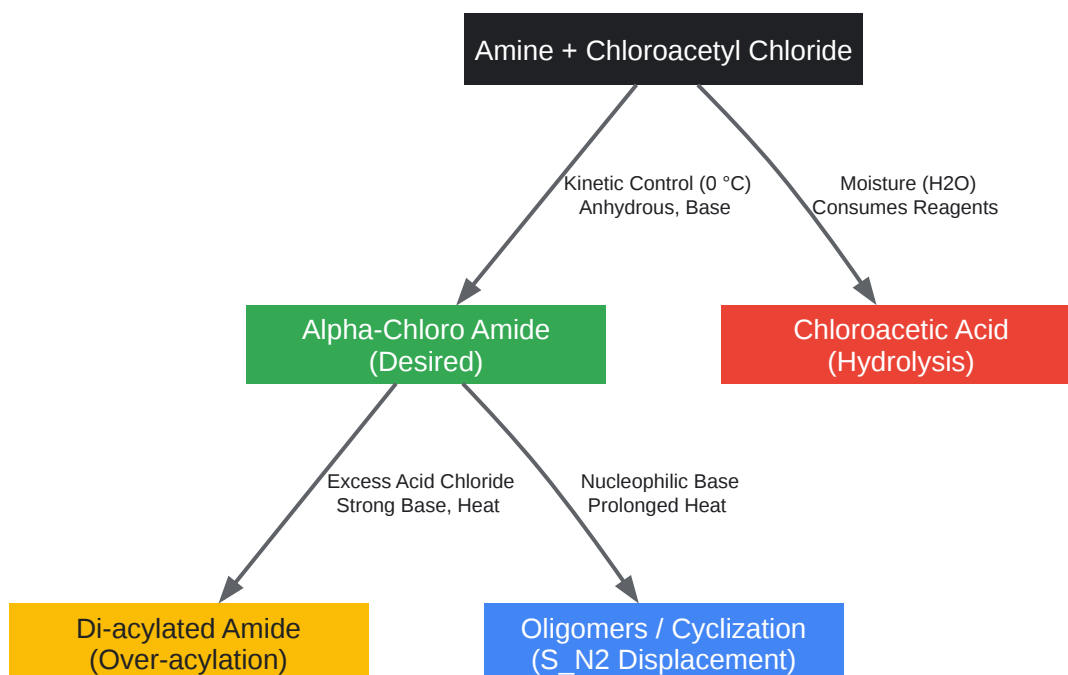 Amine + Chloroacetyl Chloride
Kinetic Control (0 °C)
Anhydrous, Base
Moisture (H2O)
Consumes Reagents
Alpha-Chloro Amide
(Desired)
Chloroacetic Acid
(Hydrolysis)
Excess Acid Chloride
Strong Base, Heat
Nucleophilic Base
Prolonged Heat
Di-acylated Amide
(Over-acylation)
Oligomers / Cyclization
(S_N2 Displacement)